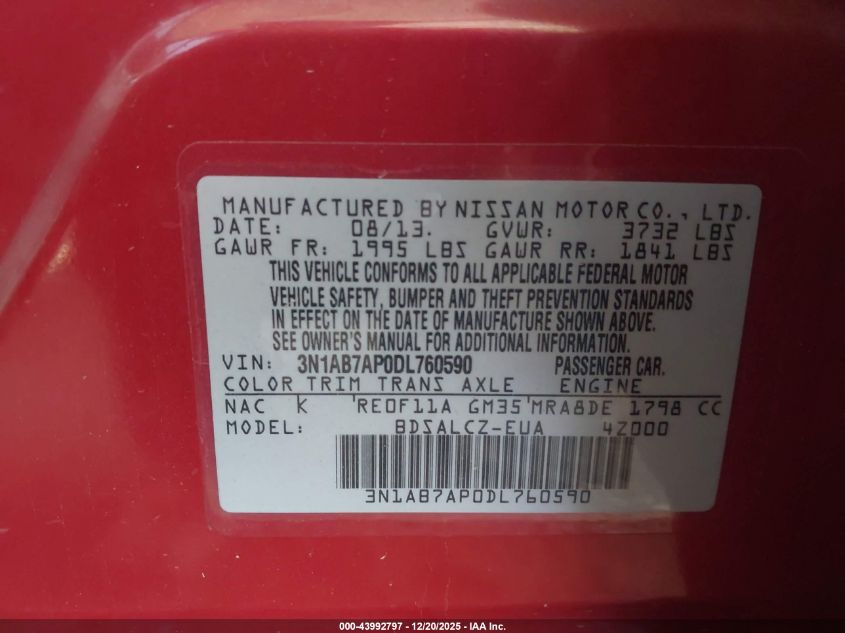 MANUFACTURED BY NISSAN MOTOR CO., LTD.
DATE: 08/13. GVWR: 3732 LBS
GAWR FR: 1995 LBS GAWR RR: 1841 LBS
THIS VEHICLE CONFORMS TO ALL APPLICABLE FEDERAL MOTOR
VEHICLE SAFETY, BUMPER AND THEFT PREVENTION STANDARDS
IN EFFECT ON THE DATE OF MANUFACTURE SHOWN ABOVE.
SEE OWNER'S MANUAL FOR ADDITIONAL INFORMATION.
VIN: 3N1AB7AP0DL760590 PASSENGER CAR.
COLOR TRIM TRANS AXLE ENGINE
NAC K RE0F11A GM35 MRA8DE 1798 CC
MODEL: BDSALCZ-EUA 4Z000
3N1AB7AP0DL760590
000-43992797 - 12/20/2025 - IAA Inc.